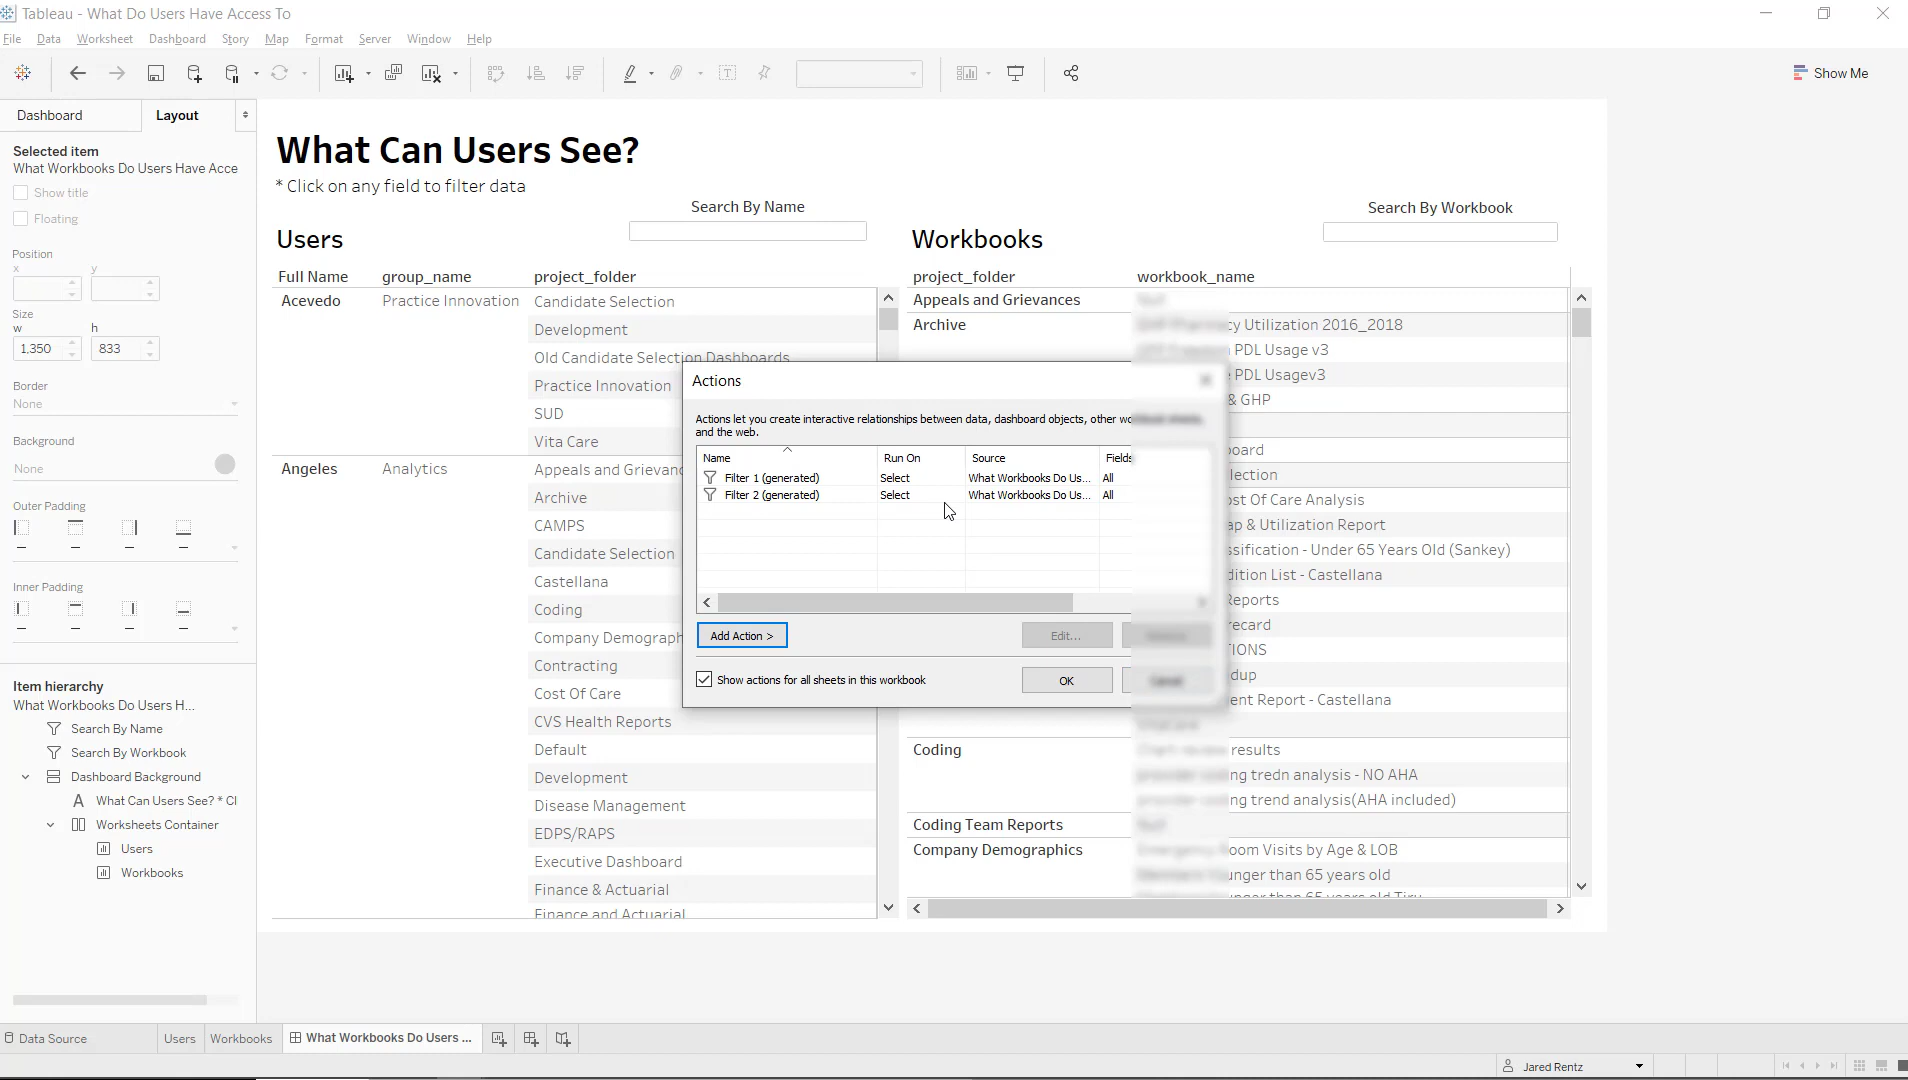 Tableau - What Do Users Have Access To
File Data Worksheet Dashboard Story Map Format Server Window Help
Show Me
Dashboard Layout
Selected item
What Workbooks Do Users Have Acce
Show title
Floating
Position
x y
Size
w h
1,350 833
Border
None
Background
None
Outer Padding
Inner Padding
Item hierarchy
What Workbooks Do Users H...
Search By Name
Search By Workbook
Dashboard Background
A What Can Users See? * Cl
Worksheets Container
Users
Workbooks
What Can Users See?
* Click on any field to filter data
Search By Name
Users
Full Name group_name project_folder
Acevedo Practice Innovation Candidate Selection
Development
Old Candidate Selection Dashboards
Practice Innovation
SUD
Vita Care
Angeles Analytics Appeals and Grievanc
Archive
CAMPS
Candidate Selection
Castellana
Coding
Company Demograph
Contracting
Cost Of Care
CVS Health Reports
Default
Development
Disease Management
EDPS/RAPS
Executive Dashboard
Finance & Actuarial
Finance and Actuarial
Search By Workbook
Workbooks
project_folder workbook_name
Appeals and Grievances
Archive cy Utilization 2016_2018
PDL Usage v3
PDL Usagev3
& GHP
oard
lection
ost Of Care Analysis
ap & Utilization Report
ssification - Under 65 Years Old (Sankey)
dition List - Castellana
Reports
recard
TIONS
dup
ent Report - Castellana
Coding results
ng tredn analysis - NO AHA
ng trend analysis(AHA included)
Coding Team Reports
Company Demographics oom Visits by Age & LOB
unger than 65 years old
unger than 65 years old Tiru
Actions
Actions let you create interactive relationships between data, dashboard objects, other wo
and the web.
Name Run On Source Fields
Filter 1 (generated) Select What Workbooks Do Us... All
Filter 2 (generated) Select What Workbooks Do Us... All
Add Action > Edit...
Show actions for all sheets in this workbook OK Cancel
Data Source Users Workbooks What Workbooks Do Users ...
Jared Rentz